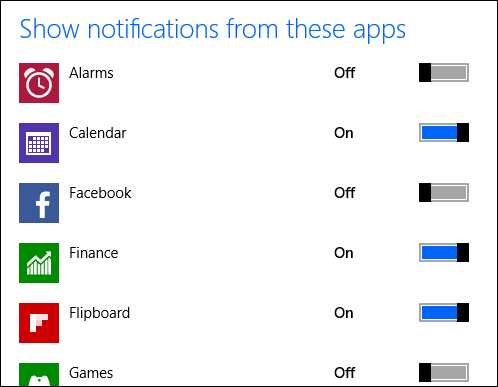 Show notifications from these apps
Alarms Off
Calendar On
Facebook Off
Finance On
Flipboard On
Games Off